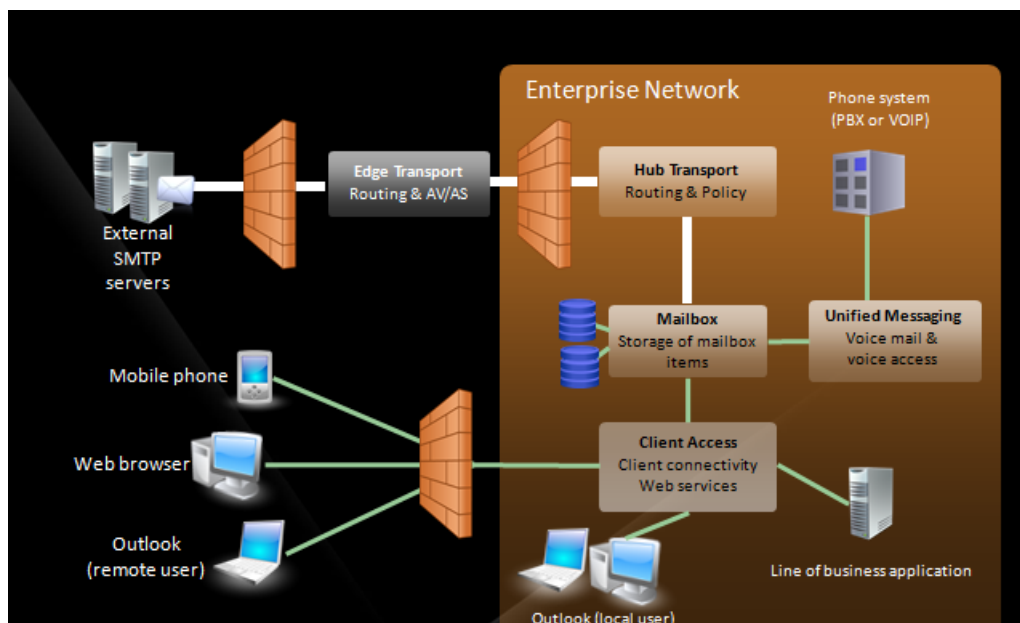 Enterprise Network
Phone system
(PBX or VOIP)
Edge Transport
Routing & AV/AS
Hub Transport
Routing & Policy
External
SMTP
servers
Mailbox
Storage of mailbox
items
Unified Messaging
Voice mail &
voice access
Mobile phone
Web browser
Outlook
(remote user)
Client Access
Client connectivity
Web services
Line of business application
Outlook (local user)